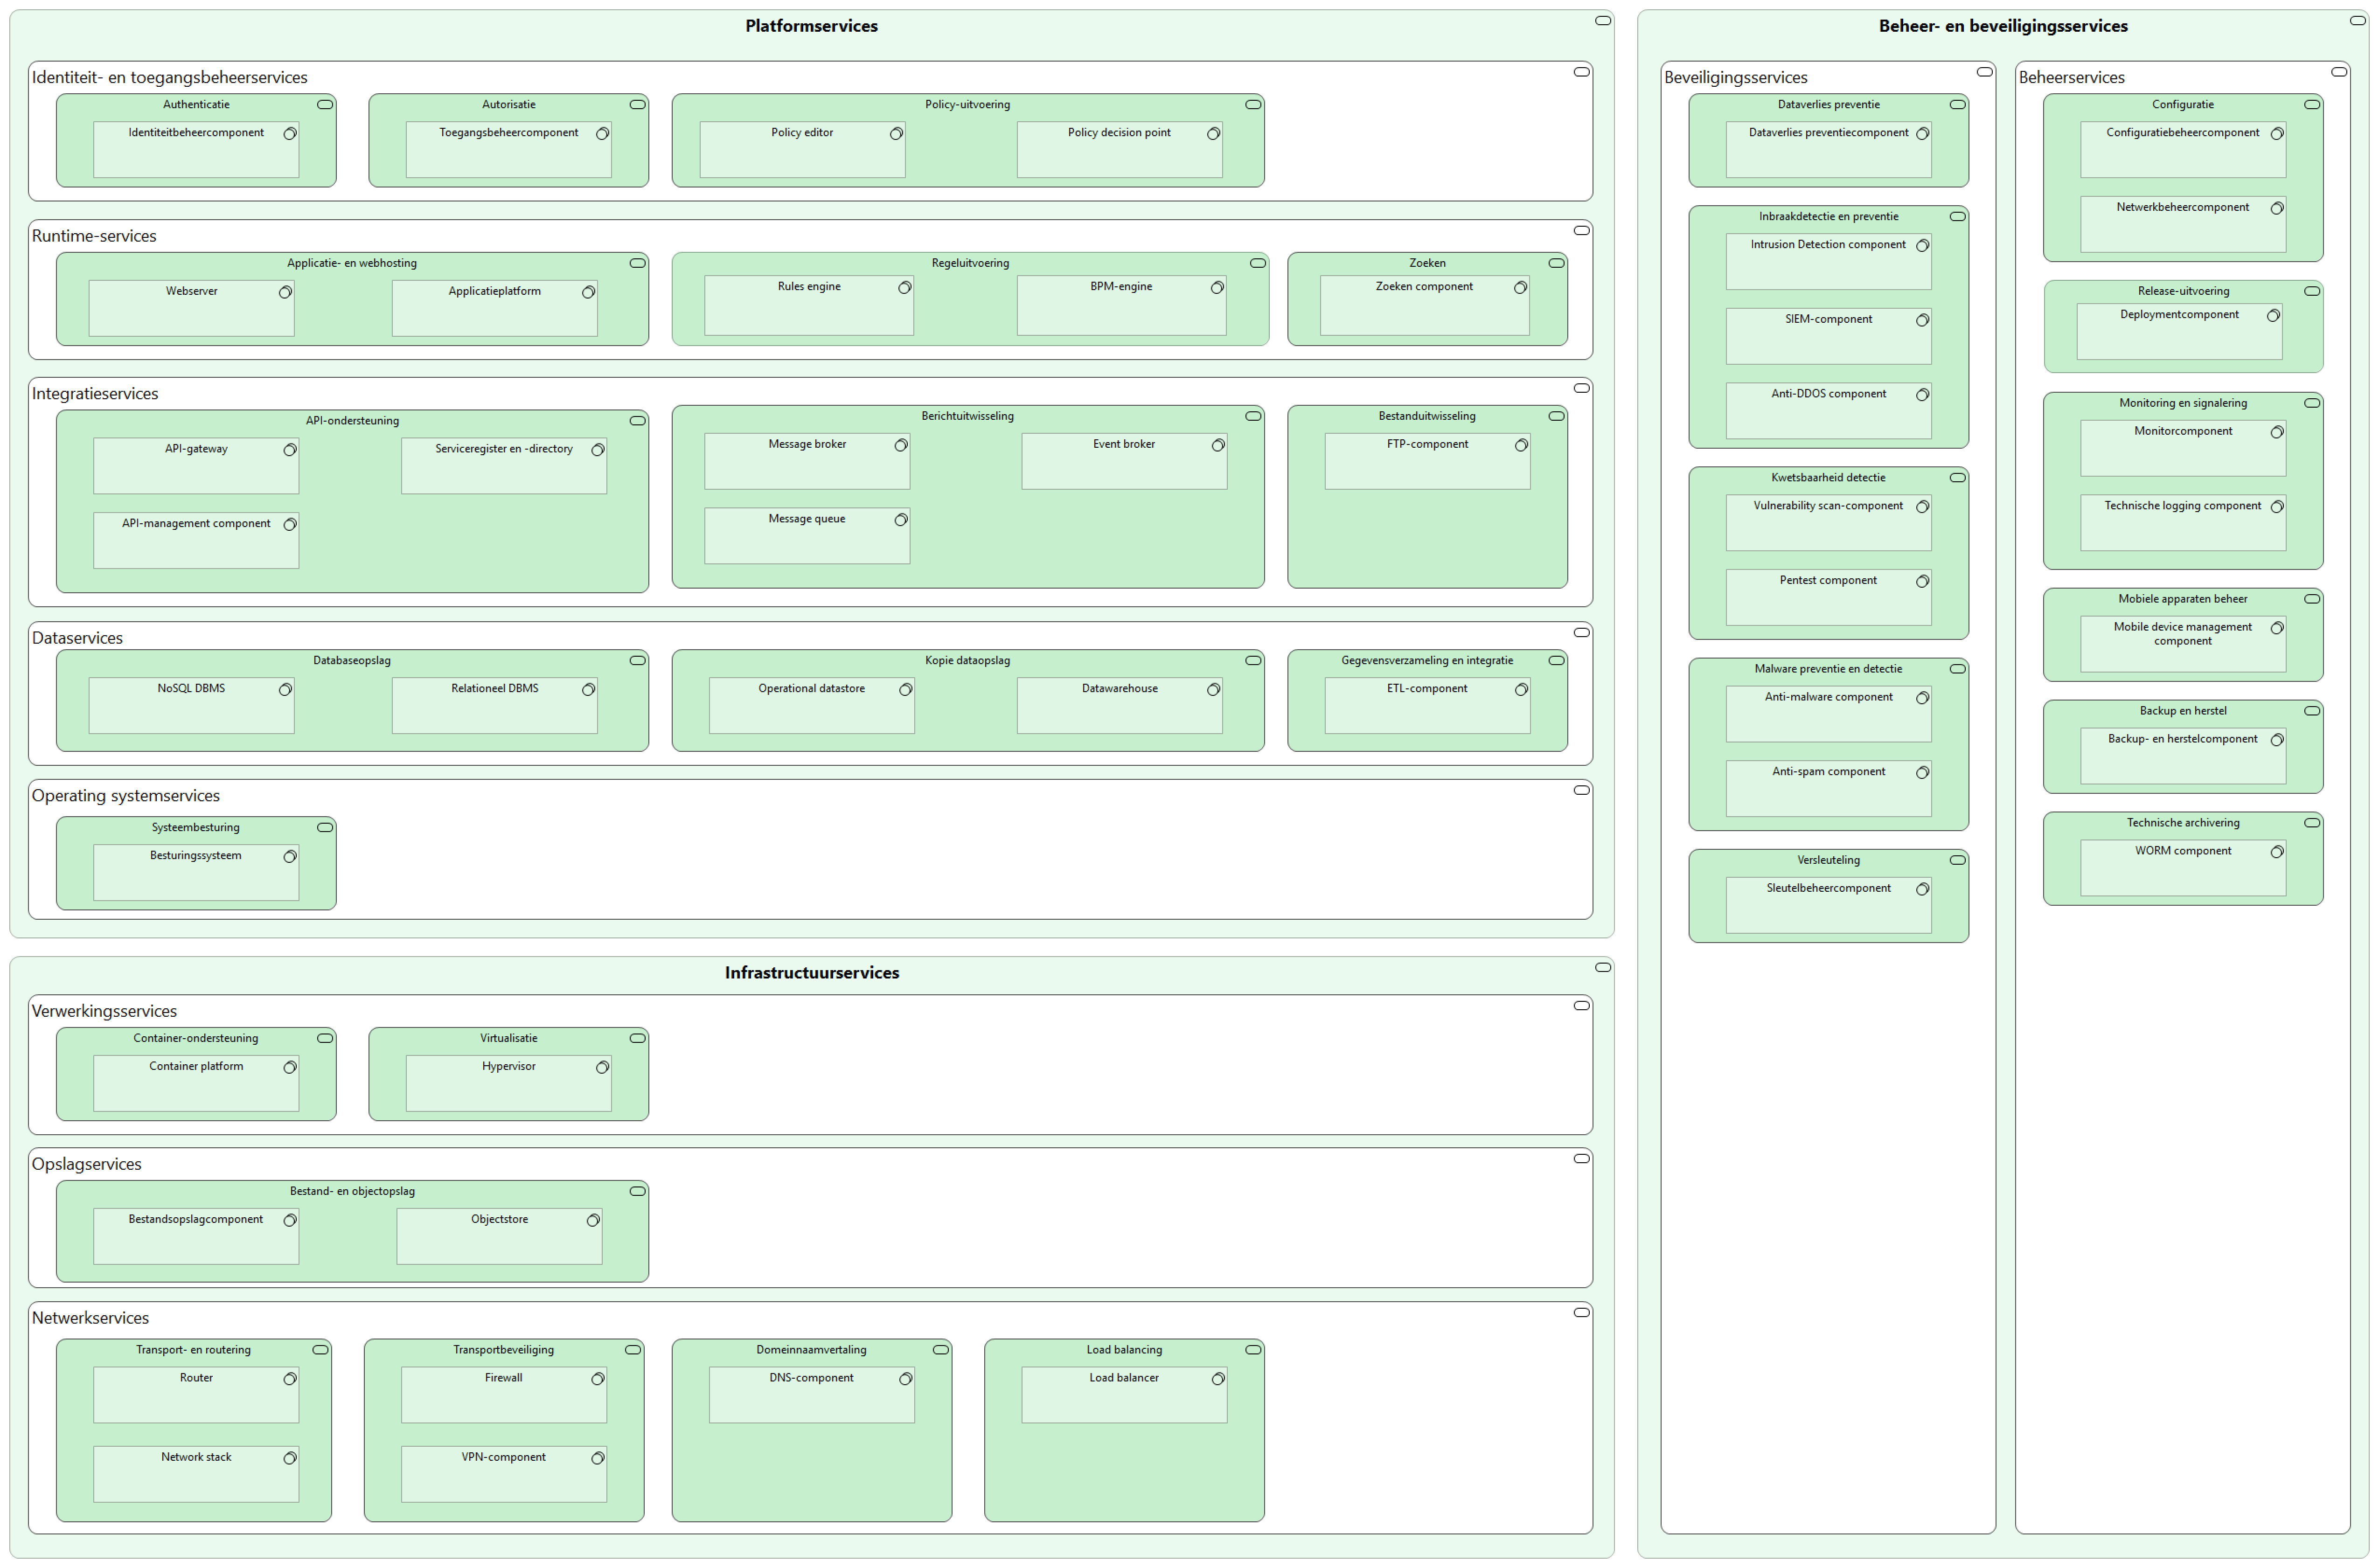 Platformservices
Identiteit- en toegangsbeheerservices
Authenticatie
Identiteitbeheercomponent
Autorisatie
Toegangsbeheercomponent
Policy-uitvoering
Policy editor
Policy decision point
Runtime-services
Applicatie- en webhosting
Webserver
Applicatieplatform
Regeluitvoering
Rules engine
BPM-engine
Zoeken
Zoeken component
Integratieservices
API-ondersteuning
API-gateway
Serviceregister en -directory
API-management component
Berichtuitwisseling
Message broker
Event broker
Message queue
Bestanduitwisseling
FTP-component
Dataservices
Databaseopslag
NoSQL DBMS
Relationeel DBMS
Kopie dataopslag
Operational datastore
Datawarehouse
Gegevensverzameling en integratie
ETL-component
Operating systemservices
Systeembesturing
Besturingssysteem
Infrastructuurservices
Verwerkingsservices
Container-ondersteuning
Container platform
Virtualisatie
Hypervisor
Opslagservices
Bestand- en objectopslag
Bestandsopslagcomponent
Objectstore
Netwerkservices
Transport- en routering
Router
Network stack
Transportbeveiliging
Firewall
VPN-component
Domeinnaamvertaling
DNS-component
Load balancing
Load balancer
Beheer- en beveiligingsservices
Beveiligingsservices
Dataverlies preventie
Dataverlies preventiecomponent
Inbraakdetectie en preventie
Intrusion Detection component
SIEM-component
Anti-DDOS component
Kwetsbaarheid detectie
Vulnerability scan-component
Pentest component
Malware preventie en detectie
Anti-malware component
Anti-spam component
Versleuteling
Sleutelbeheercomponent
Beheerservices
Configuratie
Configuratiebeheercomponent
Netwerkbeheercomponent
Release-uitvoering
Deploymentcomponent
Monitoring en signalering
Monitorcomponent
Technische logging component
Mobiele apparaten beheer
Mobile device management
component
Backup en herstel
Backup- en herstelcomponent
Technische archivering
WORM component